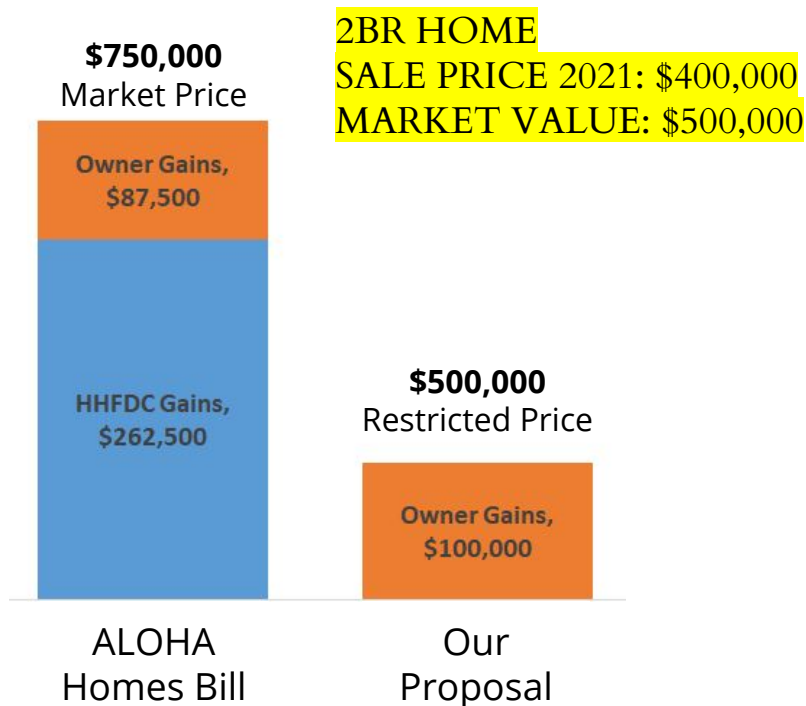 2BR HOME
SALE PRICE 2021: $400,000
MARKET VALUE: $500,000
$750,000
Market Price
Owner Gains,
$87,500
HHFDC Gains,
$262,500
$500,000
Restricted Price
Owner Gains,
$100,000
ALOHA
Homes Bill
Our
Proposal